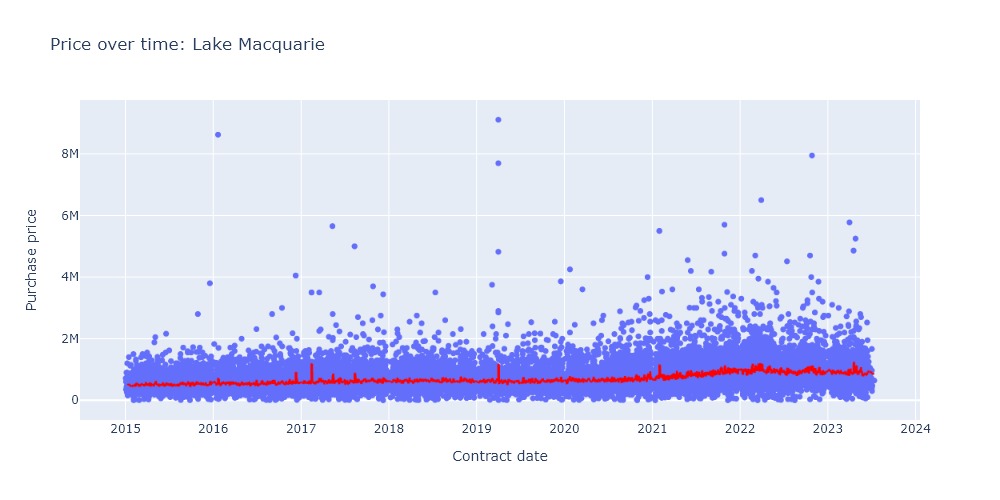 Price over time: Lake Macquarie
Purchase price
8M
6M
4M
2M
0
2015 2016 2017 2018 2019 2020 2021 2022 2023 2024
Contract date